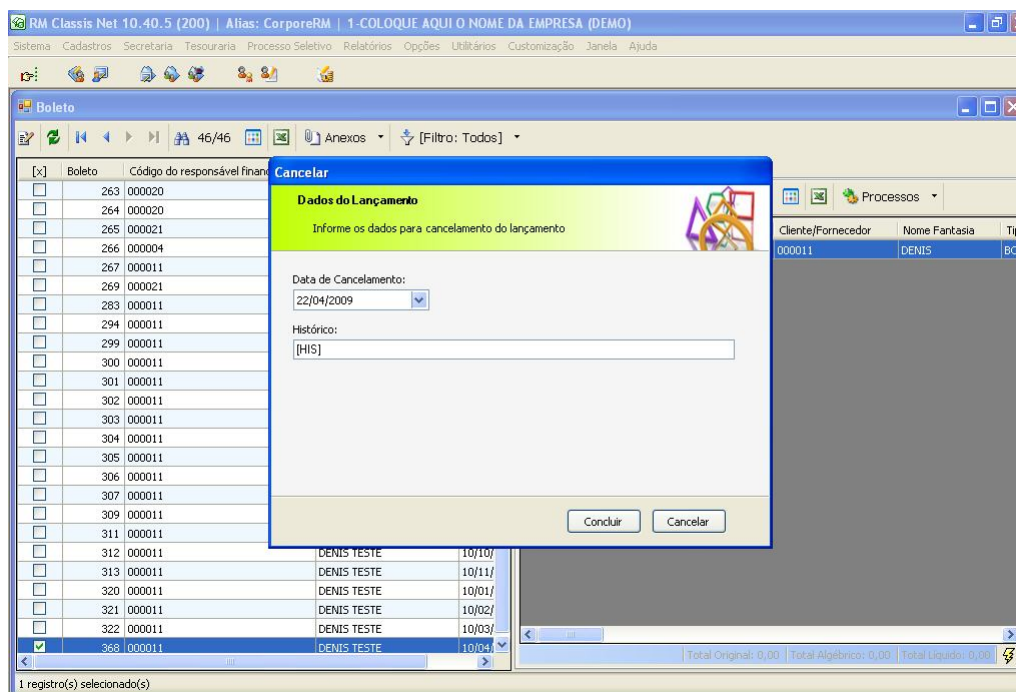 RM Classis Net 10.40.5 (200) | Alias: CorporeRM | 1-COLOQUE AQUI O NOME DA EMPRESA (DEMO)
Sistema Cadastros Secretaria Tesouraria Processo Seletivo Relatórios Opções Utilitários Customização Janela Ajuda
Boleto
46/46 Anexos [Filtro: Todos]
[x] Boleto Código do responsável financ
263 000020
264 000020
265 000021
266 000004
267 000011
269 000021
283 000011
294 000011
299 000011
300 000011
301 000011
302 000011
303 000011
304 000011
305 000011
306 000011
307 000011
309 000011
311 000011
312 000011 DENIS TESTE 10/10/
313 000011 DENIS TESTE 10/11/
320 000011 DENIS TESTE 10/01/
321 000011 DENIS TESTE 10/02/
322 000011 DENIS TESTE 10/03/
368 000011 DENIS TESTE 10/04/
Cancelar
Dados do Lançamento
Informe os dados para cancelamento do lançamento
Data de Cancelamento:
22/04/2009
Histórico:
[HIS]
Concluir Cancelar
Processos
Cliente/Fornecedor Nome Fantasia Ti
000011 DENIS BO
Total Original: 0,00 Total Algébrico: 0,00 Total Líquido: 0,00
1 registro(s) selecionado(s)